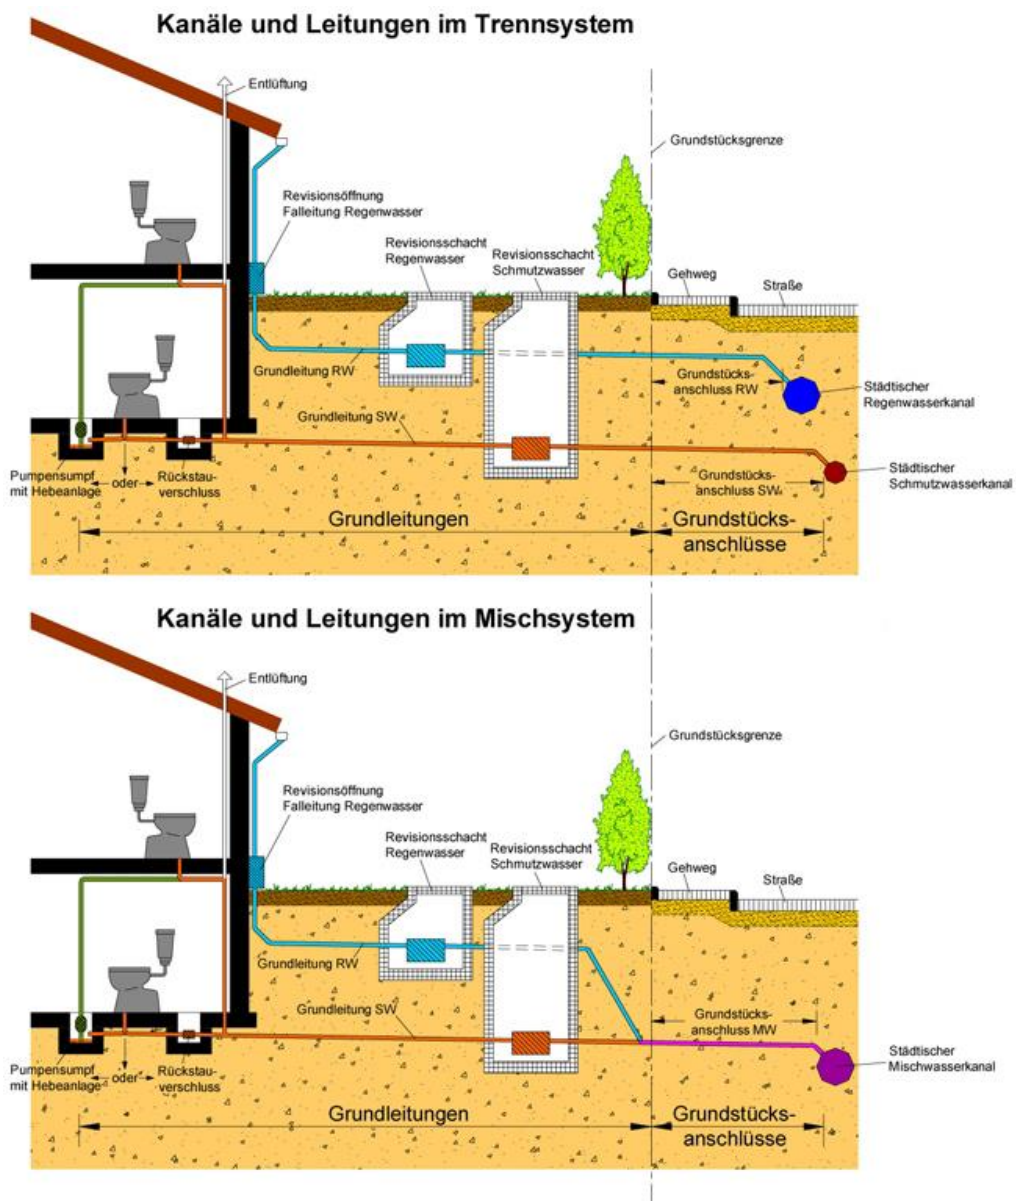 Kanäle und Leitungen im Trennsystem
Entlüftung
Grundstücksgrenze
Revisionsöffnung
Falleitung Regenwasser
Revisionsschacht
Regenwasser
Revisionsschacht
Schmutzwasser
Gehweg
Straße
Grundleitung RW
Grundstücks-
anschluss RW
Städtischer
Regenwasserkanal
Grundleitung SW
Pumpensumpf
mit Hebeanlage
oder
Rückstau-
verschluss
Grundstücks-
anschluss SW
Städtischer
Schmutzwasserkanal
Grundleitungen
Grundstücks-
anschlüsse
Kanäle und Leitungen im Mischsystem
Entlüftung
Grundstücksgrenze
Revisionsöffnung
Falleitung Regenwasser
Revisionsschacht
Regenwasser
Revisionsschacht
Schmutzwasser
Gehweg
Straße
Grundleitung RW
Grundleitung SW
Grundstücks-
anschluss MW
Städtischer
Mischwasserkanal
Pumpensumpf
mit Hebeanlage
oder
Rückstau-
verschluss
Grundleitungen
Grundstücks-
anschlüsse